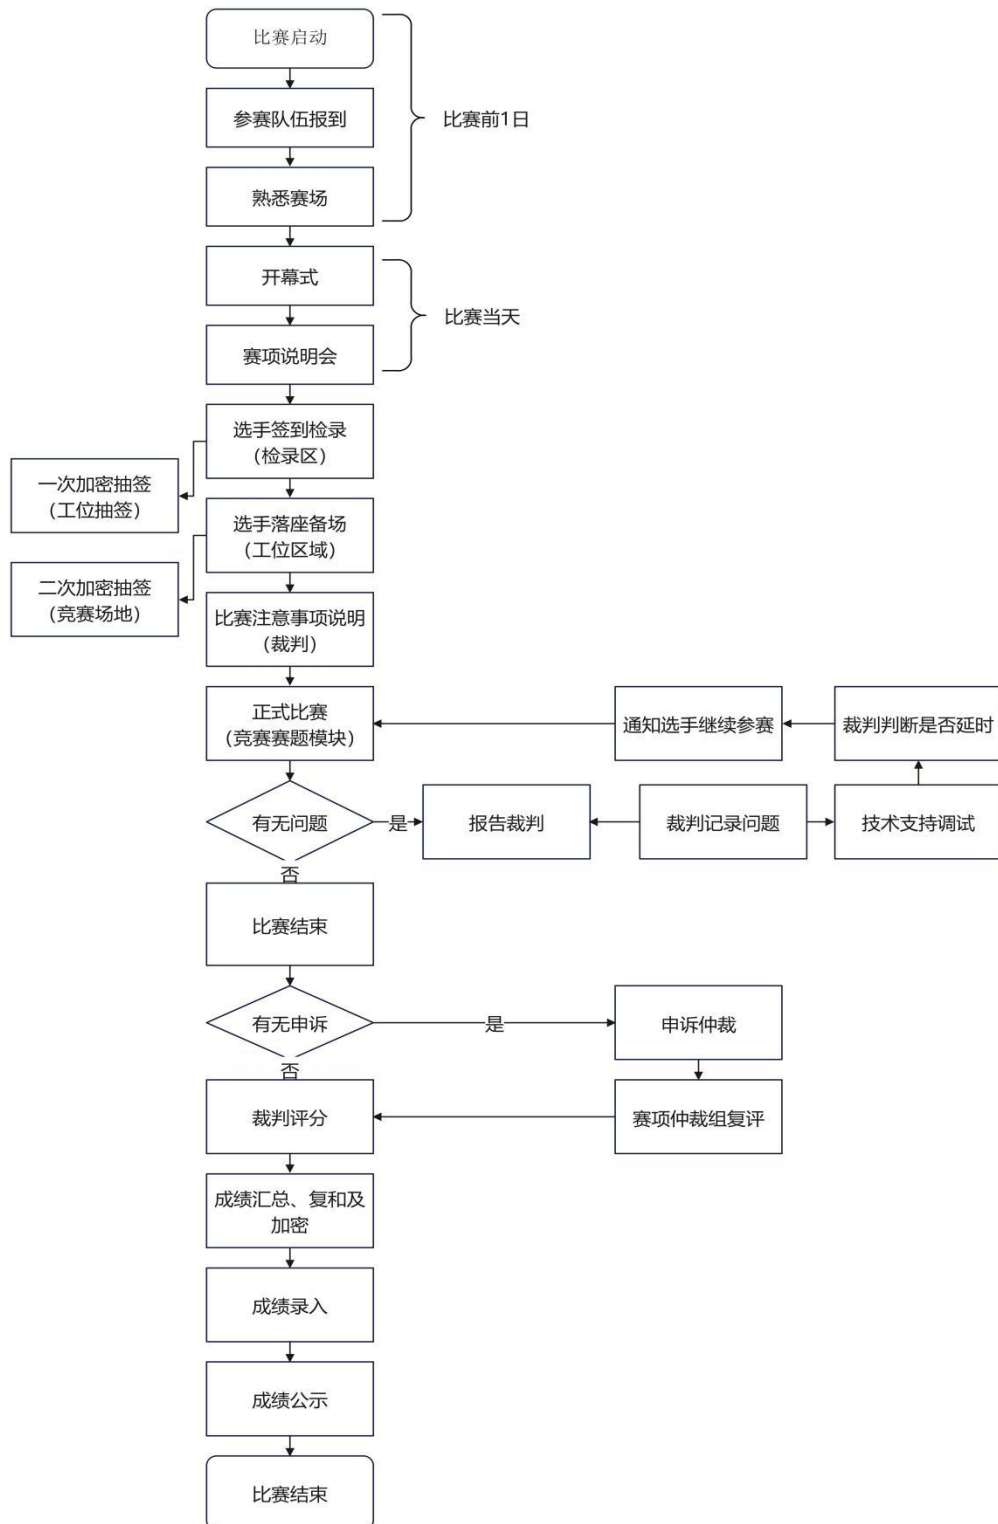 比赛启动
参赛队伍报到
比赛前1日
熟悉赛场
开幕式
比赛当天
赛项说明会
选手签到检录
（检录区）
一次加密抽签
（工位抽签）
选手落座备场
（工位区域）
二次加密抽签
（竞赛场地）
比赛注意事项说明
（裁判）
正式比赛
（竞赛赛题模块）
通知选手继续参赛
裁判判断是否延时
有无问题
是
报告裁判
裁判记录问题
技术支持调试
否
比赛结束
有无申诉
是
申诉仲裁
否
裁判评分
赛项仲裁组复评
成绩汇总、复和及
加密
成绩录入
成绩公示
比赛结束